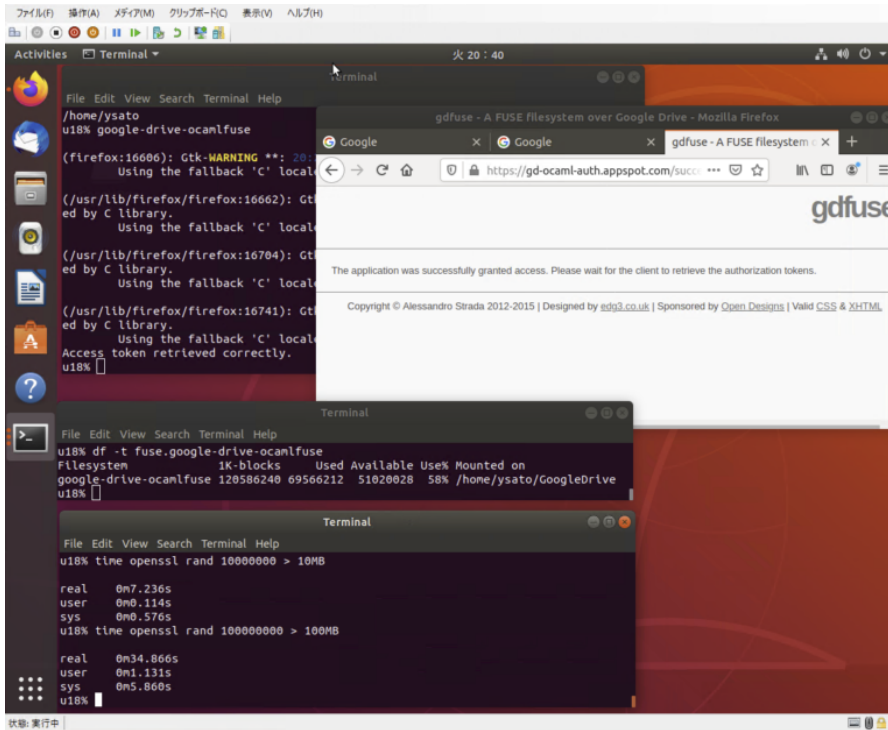 ファイル(F) 操作(A) メディア(M) クリップボード(C) 表示(V) ヘルプ(H)
Activities Terminal 火 20：40
Terminal
File Edit View Search Terminal Help
/home/ysato
u18% google-drive-ocamlfuse
(firefox:16606): Gtk-WARNING **: 20:
Using the fallback 'C' local
(/usr/lib/firefox/firefox:16662): Gt
ed by C library.
Using the fallback 'C' local
(/usr/lib/firefox/firefox:16704): Gt
ed by C library.
Using the fallback 'C' local
(/usr/lib/firefox/firefox:16741): Gt
ed by C library.
Using the fallback 'C' local
Access token retrieved correctly.
u18%
gdfuse - A FUSE filesystem over Google Drive - Mozilla Firefox
Google Google gdfuse - A FUSE filesystem
https://gd-ocaml-auth.appspot.com/succ
gdfuse
The application was successfully granted access. Please wait for the client to retrieve the authorization tokens.
Copyright © Alessandro Strada 2012-2015 | Designed by edg3.co.uk | Sponsored by Open Designs | Valid CSS & XHTML
Terminal
File Edit View Search Terminal Help
u18% df -t fuse.google-drive-ocamlfuse
Filesystem 1K-blocks Used Available Use% Mounted on
google-drive-ocamlfuse 120586240 69566212 51020028 58% /home/ysato/GoogleDrive
u18%
Terminal
File Edit View Search Terminal Help
u18% time openssl rand 10000000 > 10MB
real 0m7.236s
user 0m0.114s
sys 0m0.576s
u18% time openssl rand 100000000 > 100MB
real 0m34.866s
user 0m1.131s
sys 0m5.860s
u18%
状態: 実行中